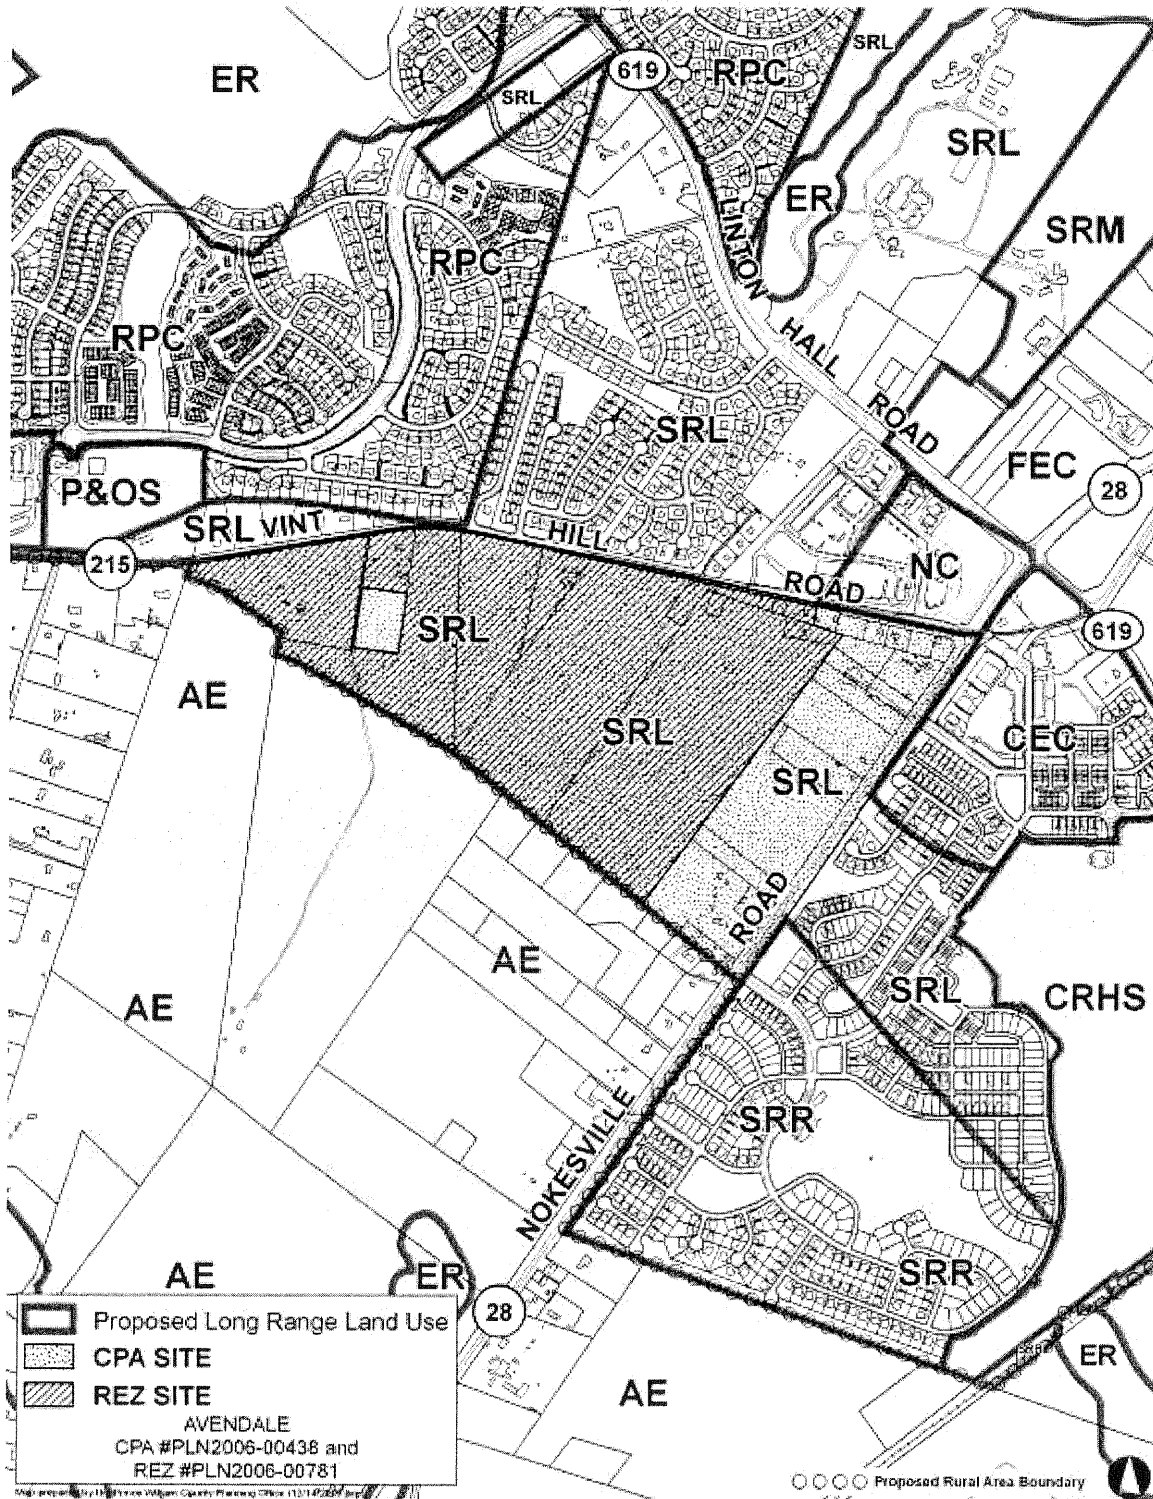 ER
619
RPC
SRL
SRL
SRL
ER
SRM
LINTON
RPC
RPC
HALL
ROAD
SRL
FEC
28
P&OS
SRL
VINT
HILL
ROAD
NC
215
SRL
619
AE
SRL
CEC
SRL
ROAD
AE
SRL
CRHS
AE
SRR
NOKESVILLE
AE
ER
SRR
28
ER
AE
Proposed Long Range Land Use
CPA SITE
REZ SITE
AVENDALE
CPA #PLN2006-00438 and
REZ #PLN2006-00781
Proposed Rural Area Boundary